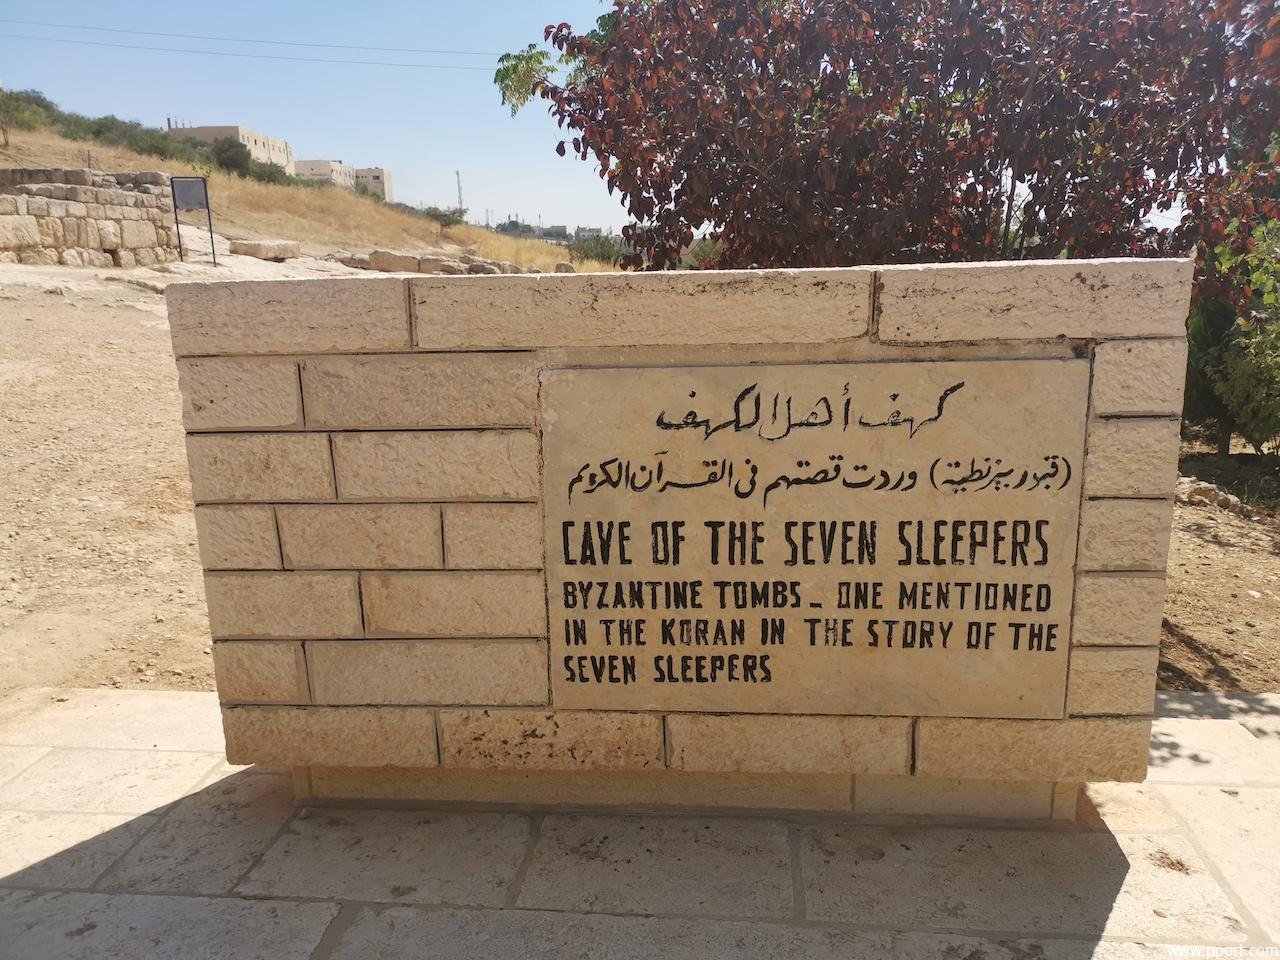 كهف أهل الكهف
(قبور بيزنطية) وردت قصتهم في القرآن الكريم
CAVE OF THE SEVEN SLEEPERS
BYZANTINE TOMBS_ ONE MENTIONED
IN THE KORAN IN THE STORY OF THE
SEVEN SLEEPERS